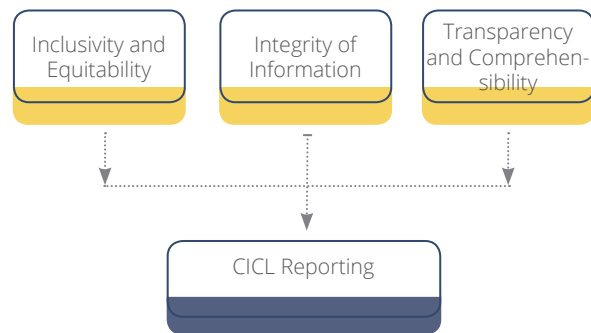 Inclusivity and
Equitability
Integrity of
Information
Transparency
and Comprehen-
sibility
CICL Reporting